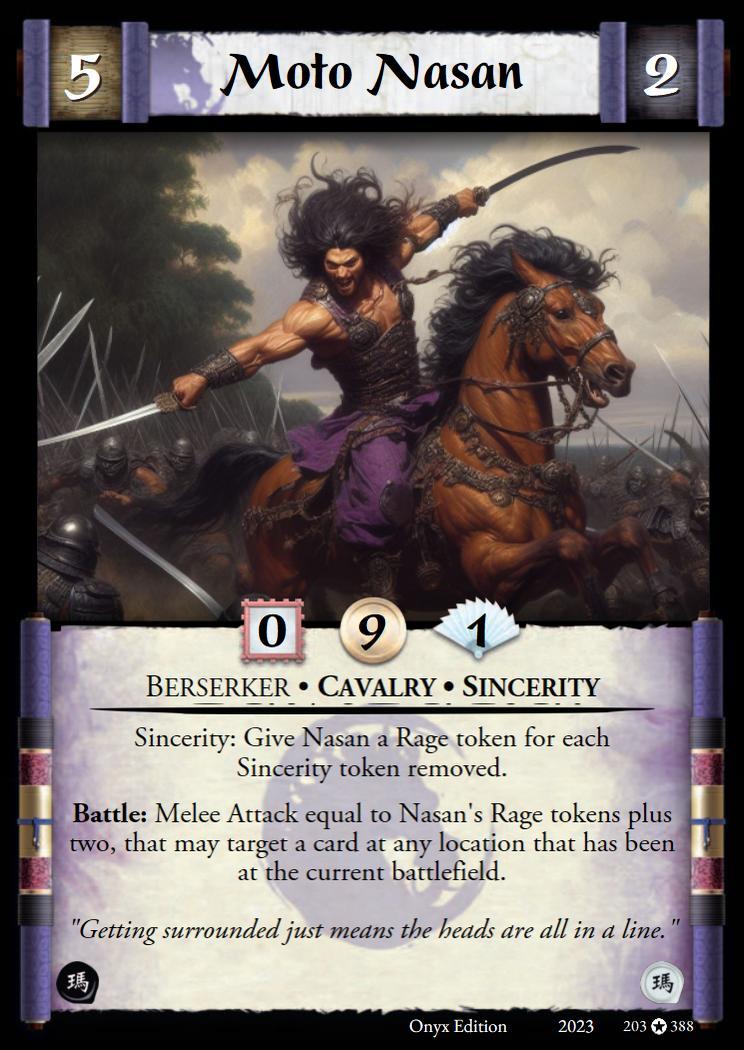 5 Moto Nasan 2
0 9 1
BERSERKER • CAVALRY • SINCERITY
Sincerity: Give Nasan a Rage token for each
Sincerity token removed.
Battle: Melee Attack equal to Nasan's Rage tokens plus
two, that may target a card at any location that has been
at the current battlefield.
"Getting surrounded just means the heads are all in a line."
瑪 瑪
Onyx Edition 2023 203 ✪ 388